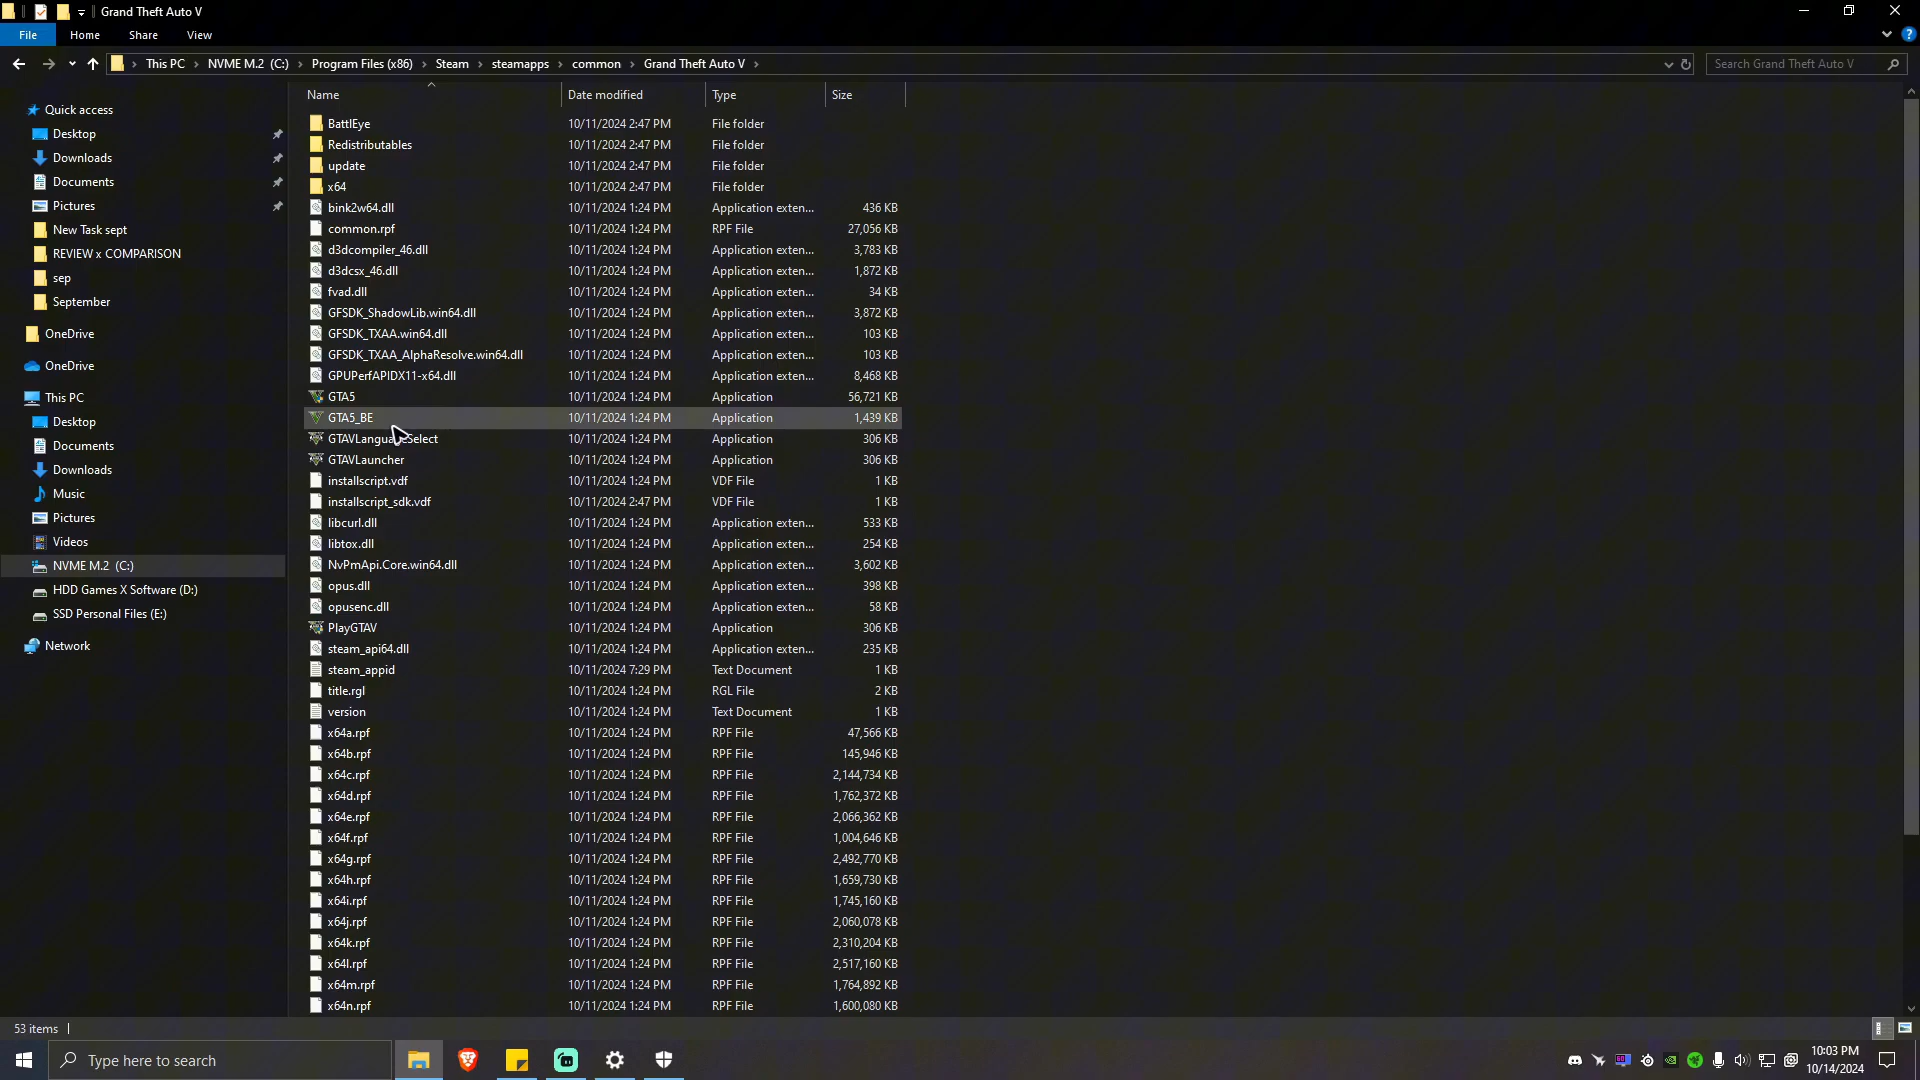 Grand Theft Auto V
File Home Share View
This PC NVME M.2 (C:) Program Files (x86) Steam steamapps common Grand Theft Auto V Search Grand Theft Auto V
Name Date modified Type Size
Quick access
Desktop
Downloads
Documents
Pictures
New Task sept
REVIEW x COMPARISON
sep
September
OneDrive
OneDrive
This PC
Desktop
Documents
Downloads
Music
Pictures
Videos
NVME M.2 (C:)
HDD Games X Software (D:)
SSD Personal Files (E:)
Network
BattlEye 10/11/2024 2:47 PM File folder
Redistributables 10/11/2024 2:47 PM File folder
update 10/11/2024 2:47 PM File folder
x64 10/11/2024 2:47 PM File folder
bink2w64.dll 10/11/2024 1:24 PM Application exten... 436 KB
common.rpf 10/11/2024 1:24 PM RPF File 27,056 KB
d3dcompiler_46.dll 10/11/2024 1:24 PM Application exten... 3,783 KB
d3dcsx_46.dll 10/11/2024 1:24 PM Application exten... 1,872 KB
fvad.dll 10/11/2024 1:24 PM Application exten... 34 KB
GFSDK_ShadowLib.win64.dll 10/11/2024 1:24 PM Application exten... 3,872 KB
GFSDK_TXAA.win64.dll 10/11/2024 1:24 PM Application exten... 103 KB
GFSDK_TXAA_AlphaResolve.win64.dll 10/11/2024 1:24 PM Application exten... 103 KB
GPUPerfAPIDX11-x64.dll 10/11/2024 1:24 PM Application exten... 8,468 KB
GTA5 10/11/2024 1:24 PM Application 56,721 KB
GTA5_BE 10/11/2024 1:24 PM Application 1,439 KB
GTAVLanguageSelect 10/11/2024 1:24 PM Application 306 KB
GTAVLauncher 10/11/2024 1:24 PM Application 306 KB
installscript.vdf 10/11/2024 1:24 PM VDF File 1 KB
installscript_sdk.vdf 10/11/2024 2:47 PM VDF File 1 KB
libcurl.dll 10/11/2024 1:24 PM Application exten... 533 KB
libtox.dll 10/11/2024 1:24 PM Application exten... 254 KB
NvPmApi.Core.win64.dll 10/11/2024 1:24 PM Application exten... 3,602 KB
opus.dll 10/11/2024 1:24 PM Application exten... 398 KB
opusenc.dll 10/11/2024 1:24 PM Application exten... 58 KB
PlayGTAV 10/11/2024 1:24 PM Application 306 KB
steam_api64.dll 10/11/2024 1:24 PM Application exten... 235 KB
steam_appid 10/11/2024 7:29 PM Text Document 1 KB
title.rgl 10/11/2024 1:24 PM RGL File 2 KB
version 10/11/2024 1:24 PM Text Document 1 KB
x64a.rpf 10/11/2024 1:24 PM RPF File 47,566 KB
x64b.rpf 10/11/2024 1:24 PM RPF File 145,946 KB
x64c.rpf 10/11/2024 1:24 PM RPF File 2,144,734 KB
x64d.rpf 10/11/2024 1:24 PM RPF File 1,762,372 KB
x64e.rpf 10/11/2024 1:24 PM RPF File 2,066,362 KB
x64f.rpf 10/11/2024 1:24 PM RPF File 1,004,646 KB
x64g.rpf 10/11/2024 1:24 PM RPF File 2,492,770 KB
x64h.rpf 10/11/2024 1:24 PM RPF File 1,659,730 KB
x64i.rpf 10/11/2024 1:24 PM RPF File 1,745,160 KB
x64j.rpf 10/11/2024 1:24 PM RPF File 2,060,078 KB
x64k.rpf 10/11/2024 1:24 PM RPF File 2,310,204 KB
x64l.rpf 10/11/2024 1:24 PM RPF File 2,517,160 KB
x64m.rpf 10/11/2024 1:24 PM RPF File 1,764,892 KB
x64n.rpf 10/11/2024 1:24 PM RPF File 1,600,080 KB
53 items
Type here to search
10:03 PM
10/14/2024